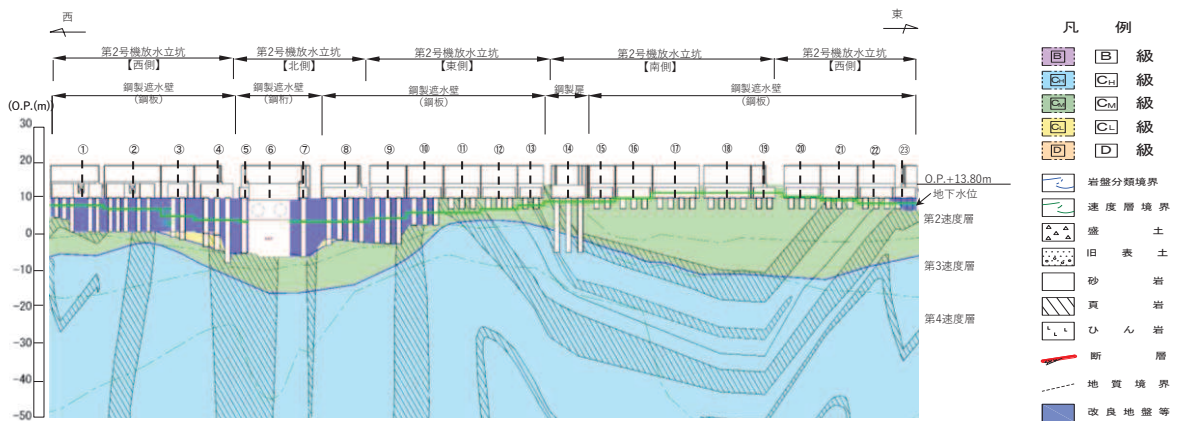 西
東
第2号機放水立坑
【西側】
第2号機放水立坑
【北側】
第2号機放水立坑
【東側】
第2号機放水立坑
【南側】
第2号機放水立坑
【西側】
鋼製遮水壁
(鋼板)
鋼製遮水壁
(鋼桁)
鋼製遮水壁
(鋼板)
鋼製扉
鋼製遮水壁
(鋼板)
(O.P.(m))
30
20
10
0
-10
-20
-30
-40
-50
① ② ③ ④ ⑤ ⑥ ⑦ ⑧ ⑨ ⑩ ⑪ ⑫ ⑬ ⑭ ⑮ ⑯ ⑰ ⑱ ⑲ ⑳ ㉑ ㉒ ㉓
O.P.+13.80m
地下水位
第2速度層
第3速度層
第4速度層
凡 例
B B 級
CH CH 級
CM CM 級
CL CL 級
D D 級
岩盤分類境界
速度層境界
盛 土
旧 表 土
砂 岩
頁 岩
ひ ん 岩
断 層
地質境界
改良地盤等